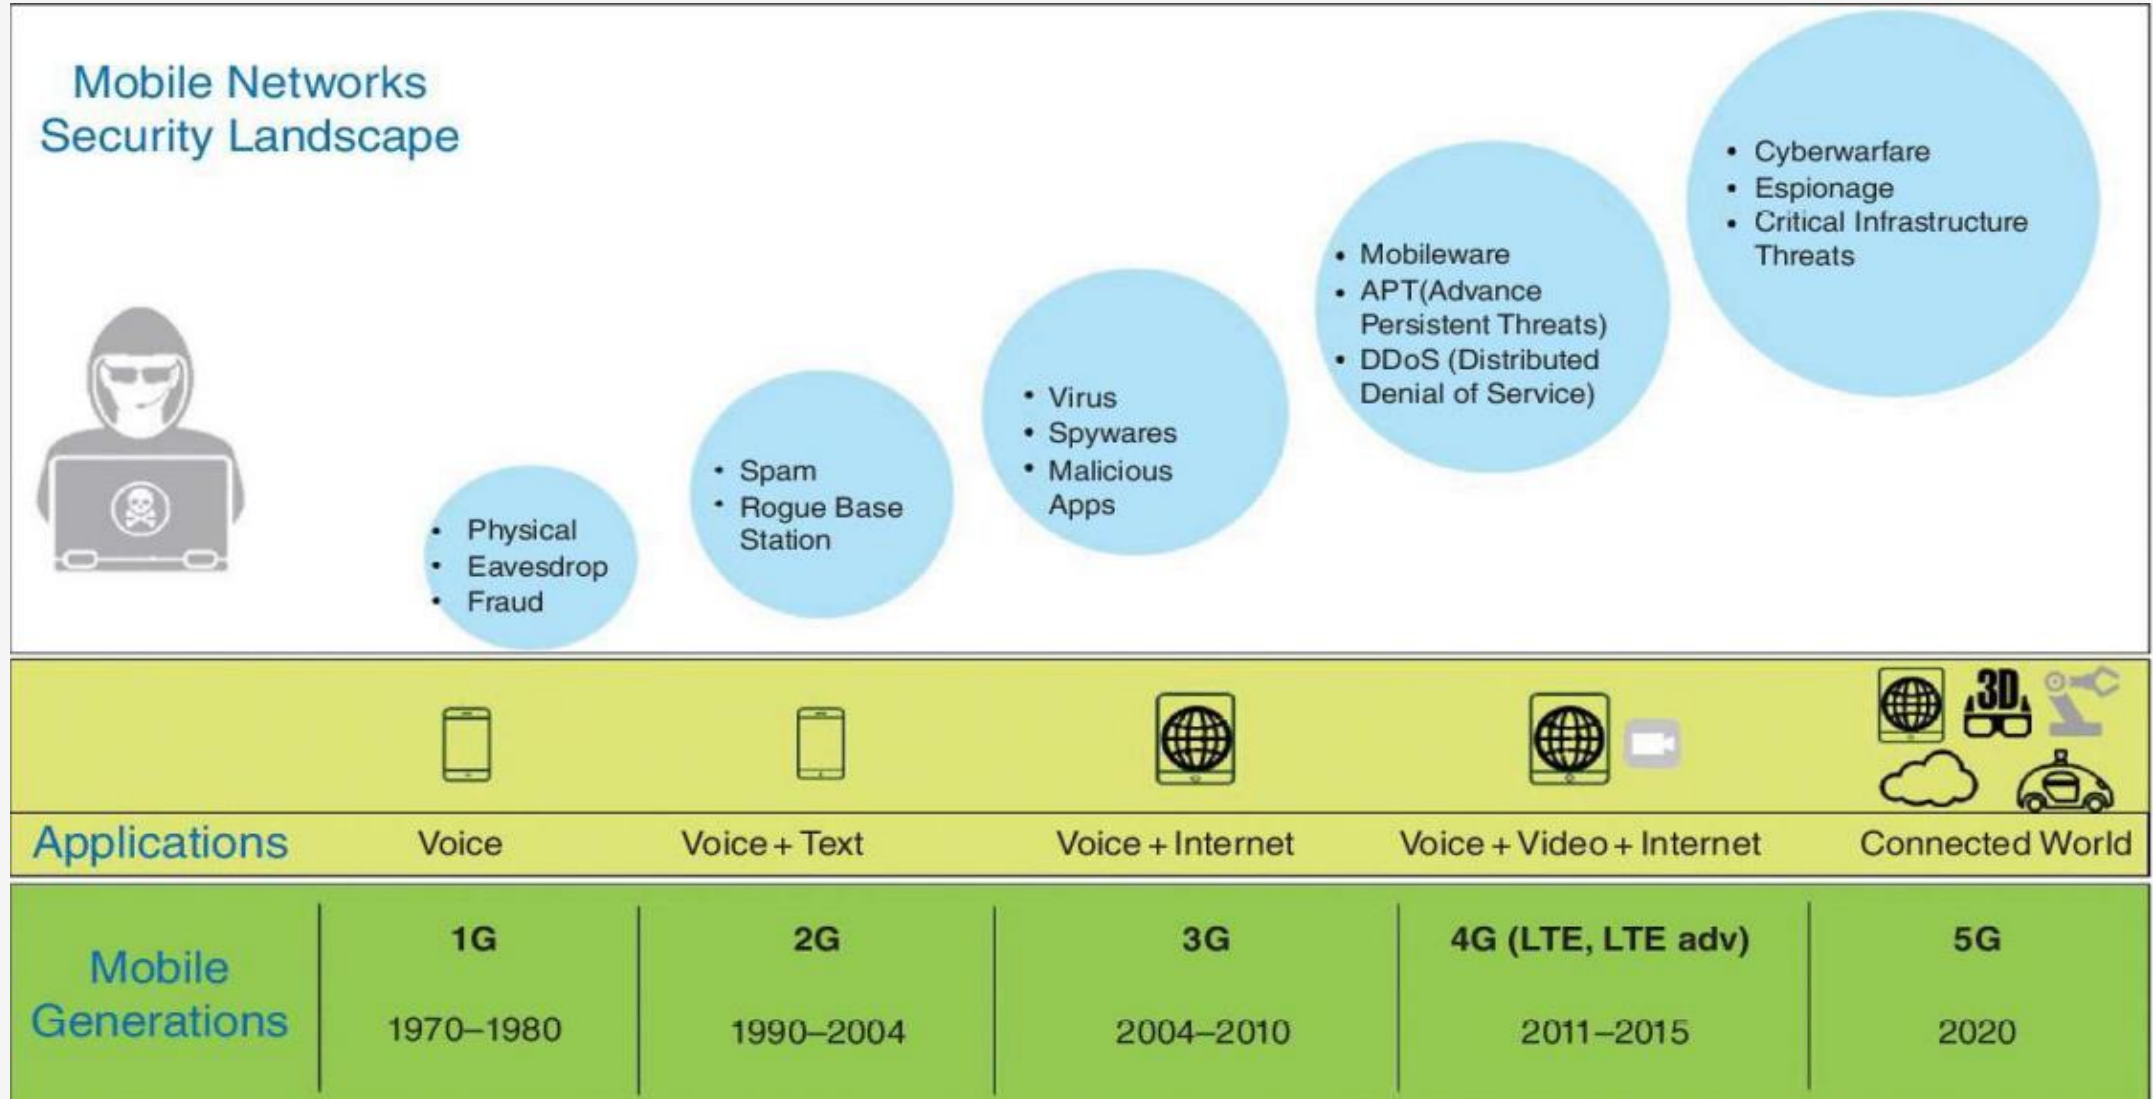 Mobile Networks
Security Landscape
• Cyberwarfare
• Espionage
• Critical Infrastructure
Threats
• Mobileware
• APT(Advance
Persistent Threats)
• DDoS (Distributed
Denial of Service)
• Virus
• Spywares
• Malicious
Apps
• Spam
• Rogue Base
Station
• Physical
• Eavesdrop
• Fraud
3D
Applications
Voice
Voice + Text
Voice + Internet
Voice + Video + Internet
Connected World
Mobile
Generations
1G
2G
3G
4G (LTE, LTE adv)
5G
1970–1980
1990–2004
2004–2010
2011–2015
2020